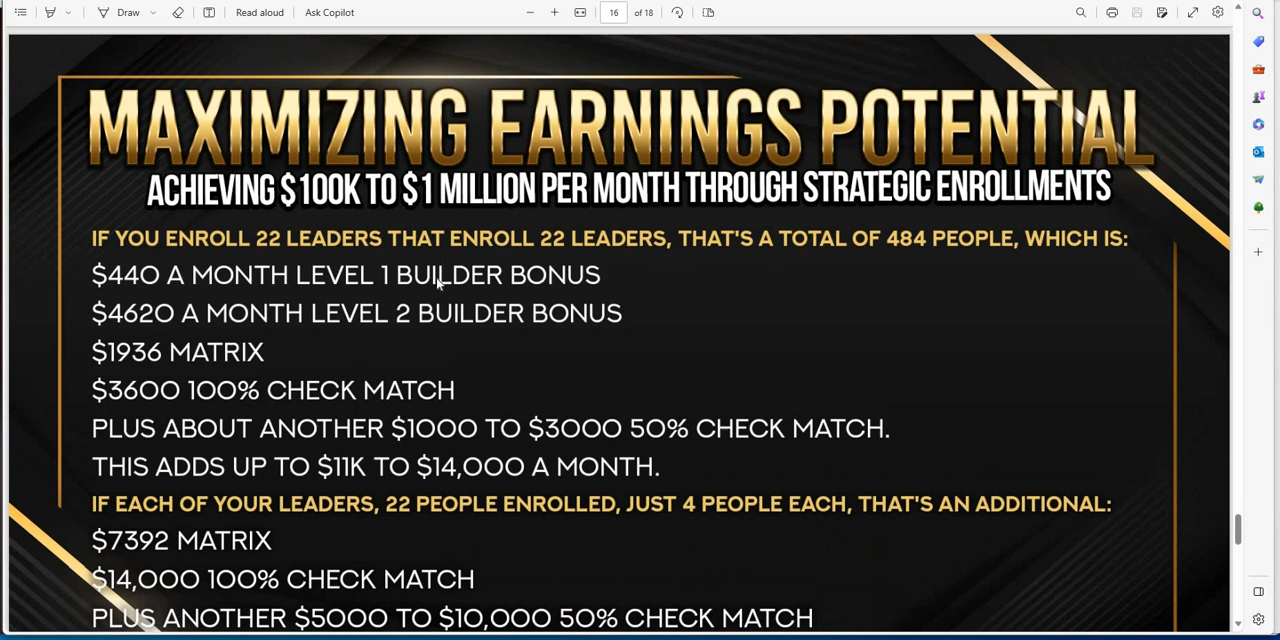 Draw
Read aloud
Ask Copilot
16 of 18
MAXIMIZING EARNINGS POTENTIAL
ACHIEVING $100K TO $1 MILLION PER MONTH THROUGH STRATEGIC ENROLLMENTS
IF YOU ENROLL 22 LEADERS THAT ENROLL 22 LEADERS, THAT'S A TOTAL OF 484 PEOPLE, WHICH IS:
$440 A MONTH LEVEL 1 BUILDER BONUS
$4620 A MONTH LEVEL 2 BUILDER BONUS
$1936 MATRIX
$3600 100% CHECK MATCH
PLUS ABOUT ANOTHER $1000 TO $3000 50% CHECK MATCH.
THIS ADDS UP TO $11K TO $14,000 A MONTH.
IF EACH OF YOUR LEADERS, 22 PEOPLE ENROLLED, JUST 4 PEOPLE EACH, THAT'S AN ADDITIONAL:
$7392 MATRIX
$14,000 100% CHECK MATCH
PLUS ANOTHER $5000 TO $10,000 50% CHECK MATCH